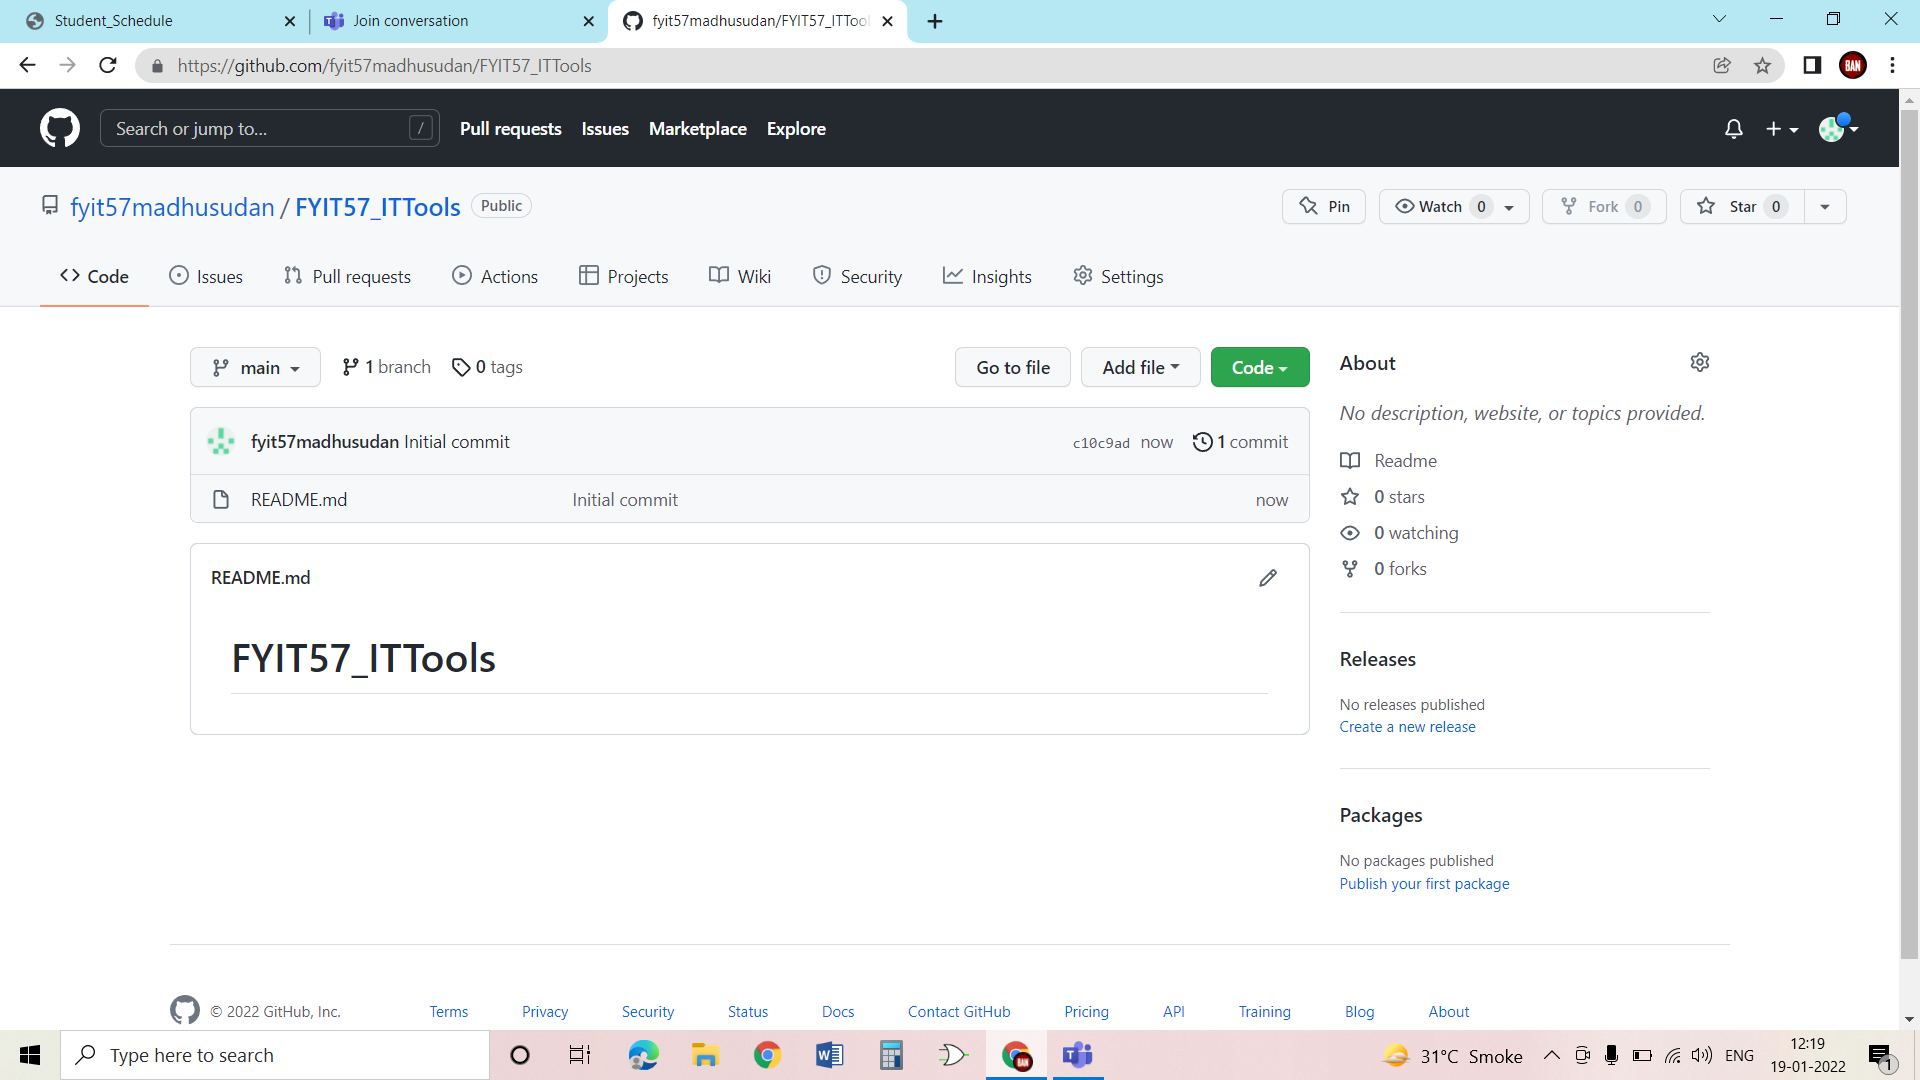 Student_Schedule
Join conversation
fyit57madhusudan/FYIT57_ITTool
https://github.com/fyit57madhusudan/FYIT57_ITTools
BAN
Search or jump to...
/
Pull requests
Issues
Marketplace
Explore
fyit57madhusudan / FYIT57_ITTools
Public
Pin
Watch 0
Fork 0
Star 0
Code
Issues
Pull requests
Actions
Projects
Wiki
Security
Insights
Settings
main
1 branch
0 tags
Go to file
Add file
Code
fyit57madhusudan Initial commit
c10c9ad now
1 commit
README.md
Initial commit
now
README.md
FYIT57_ITTools
About
No description, website, or topics provided.
Readme
0 stars
0 watching
0 forks
Releases
No releases published
Create a new release
Packages
No packages published
Publish your first package
© 2022 GitHub, Inc.
Terms
Privacy
Security
Status
Docs
Contact GitHub
Pricing
API
Training
Blog
About
Type here to search
31°C Smoke
ENG
12:19
19-01-2022
1